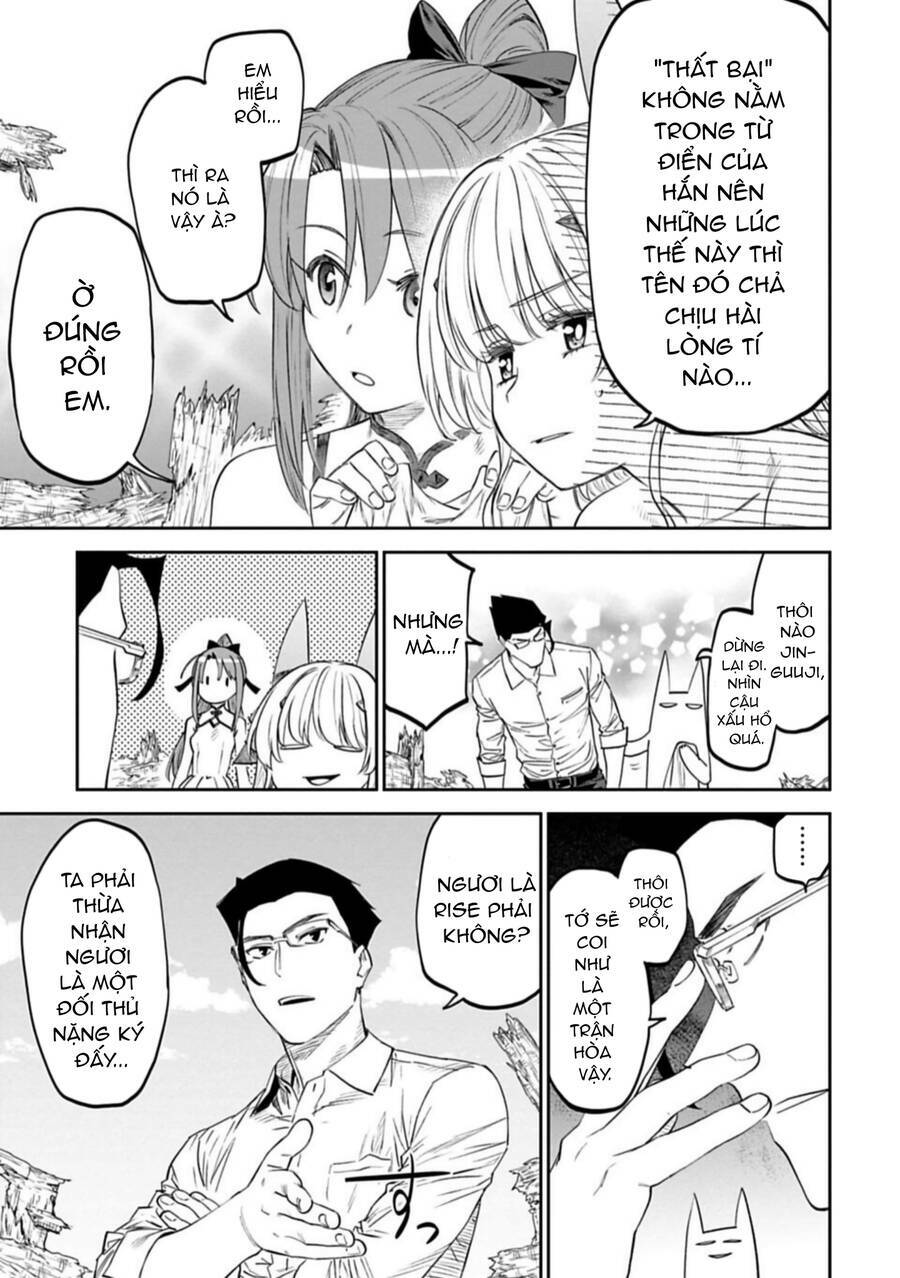 "THẤT BẠI"
KHÔNG NẰM
TRONG TỪ
ĐIỂN CỦA
HẮN NÊN
NHỮNG LÚC
THẾ NÀY THÌ
TÊN ĐÓ CHẢ
CHỊU HÀI
LÒNG TÍ
NÀO...
EM
HIỂU
RỒI...
THÌ RA
NÓ LÀ
VẬY À?
Ờ
ĐÚNG
RỒI
EM.
THÔI
NÀO
JIN-
GUUJI,
DỪNG
LẠI ĐI.
NHÌN
CẬU
XẤU HỔ
QUÁ.
NHƯNG
MÀ...!
......
THÔI
ĐƯỢC
RỒI,
TỚ SẼ
COI
NHƯ
LÀ
MỘT
TRẬN
HÒA
VẬY.
NGƯƠI LÀ
RISE PHẢI
KHÔNG?
TA PHẢI
THỪA
NHẬN
NGƯƠI
LÀ MỘT
ĐỐI THỦ
NẶNG KÝ
ĐẤY...
すっ